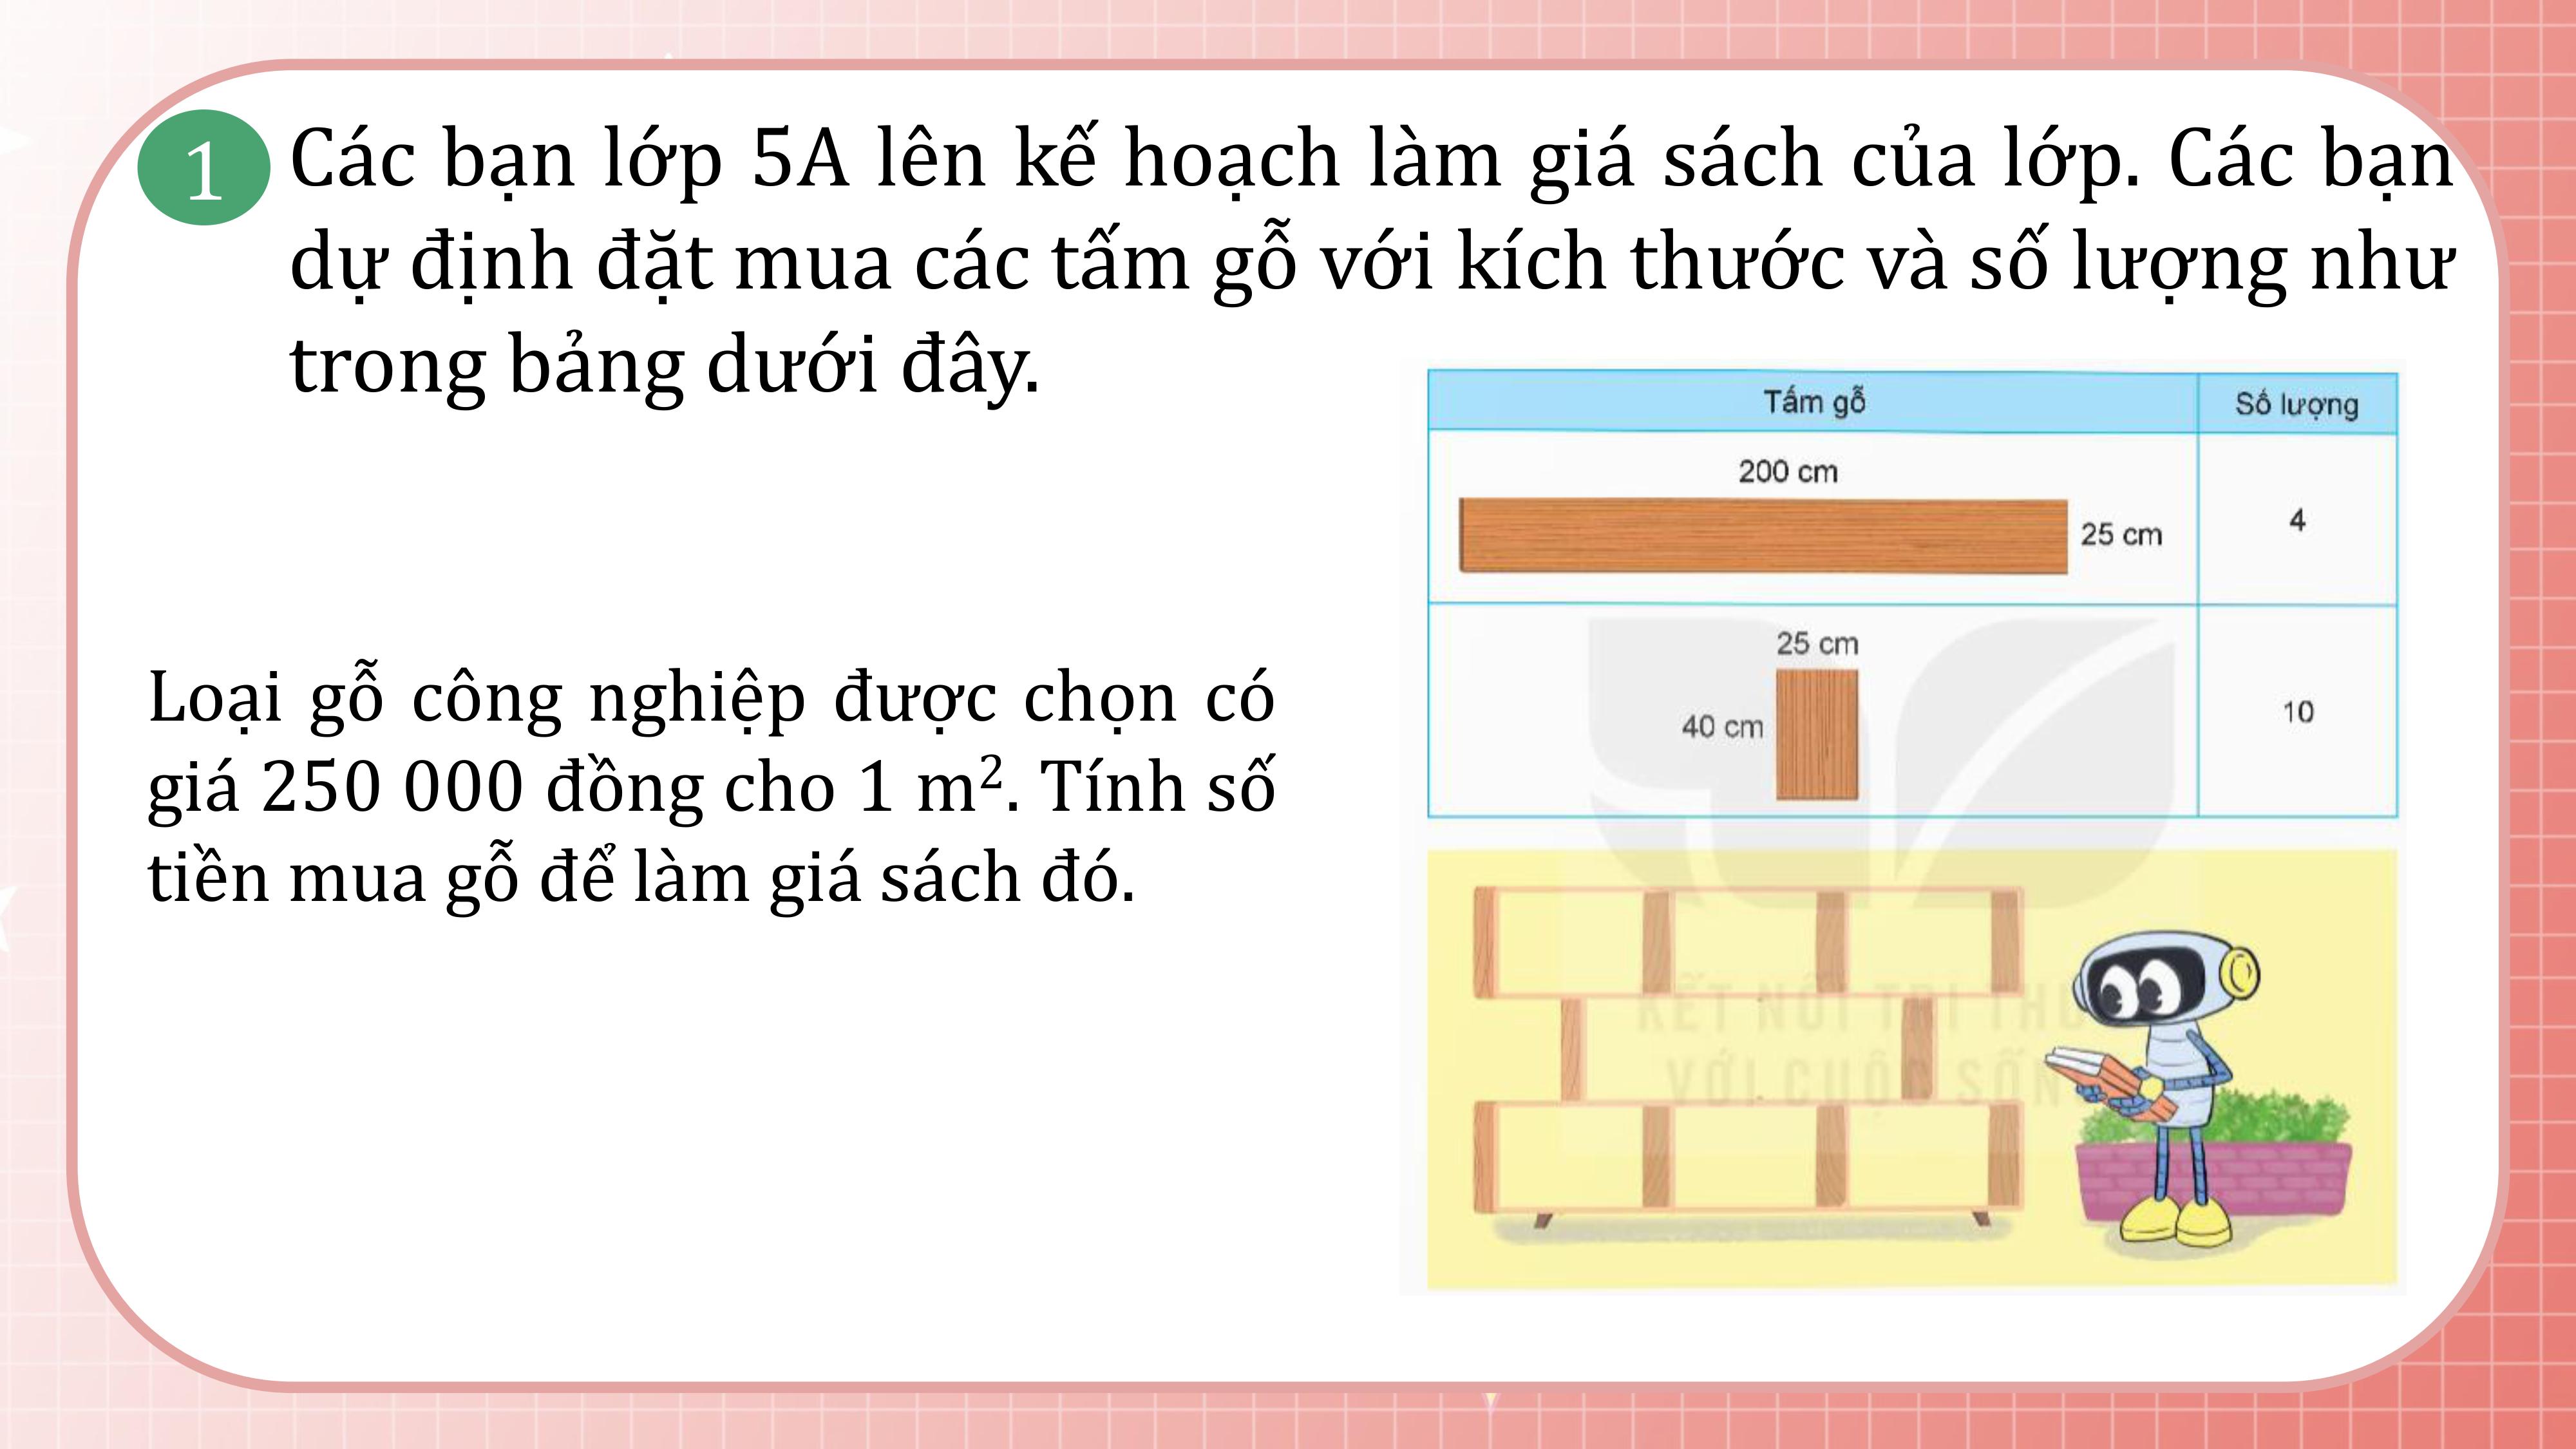 1
Các bạn lớp 5A lên kế hoạch làm giá sách của lớp. Các bạn
dự định đặt mua các tấm gỗ với kích thước và số lượng như
trong bảng dưới đây.
Tấm gỗ
Số lượng
200 cm
25 cm
4
25 cm
40 cm
10
Loại gỗ công nghiệp được chọn có
giá 250 000 đồng cho 1 m². Tính số
tiền mua gỗ để làm giá sách đó.
KẾT NỐI TRI THỨ
VỚI CUỘC SỐN